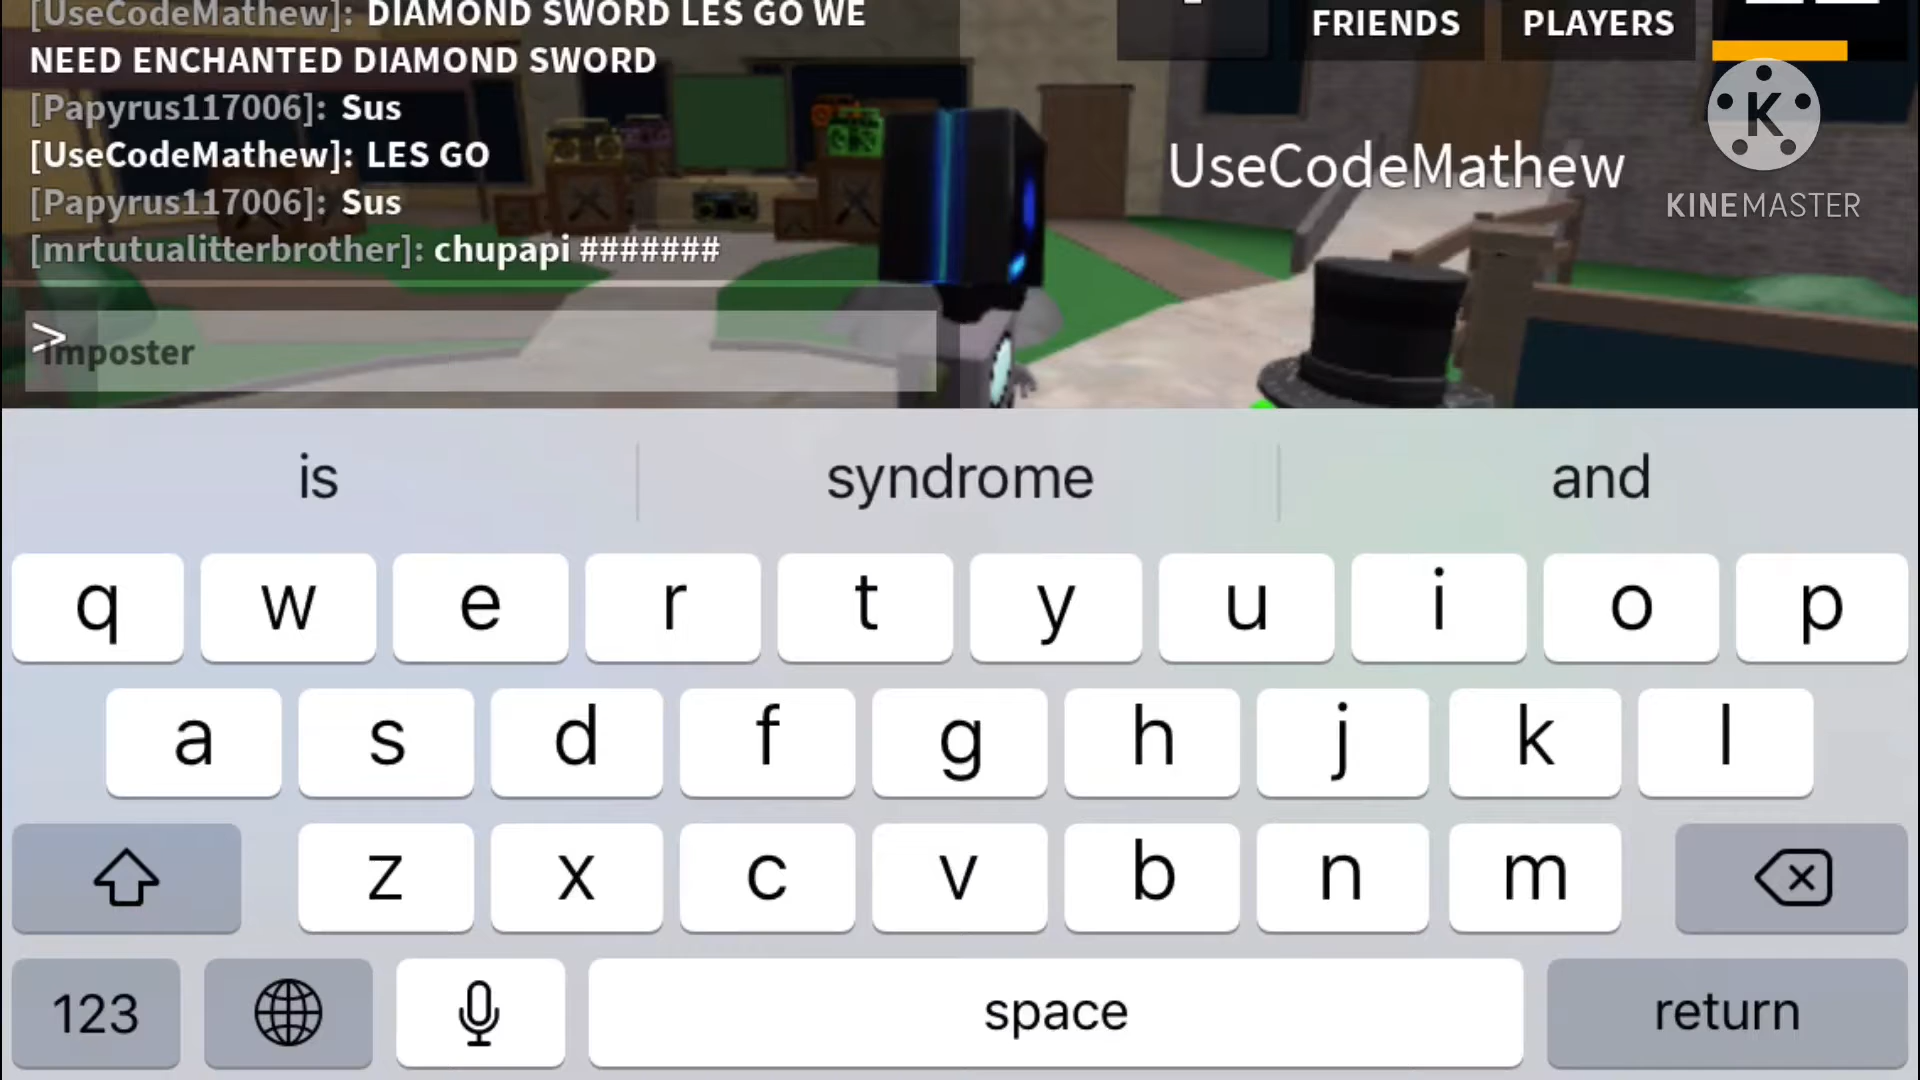 [UseCodeMathew]: DIAMOND SWORD LES GO WE
NEED ENCHANTED DIAMOND SWORD
[Papyrus117006]: Sus
[UseCodeMathew]: LES GO
[Papyrus117006]: Sus
[mrtutualitterbrother]: chupapi #######
>
imposter
FRIENDS
PLAYERS
UseCodeMathew
K
KINEMASTER
is syndrome and
q w e r t y u i o p
a s d f g h j k l
z x c v b n m
123 space return